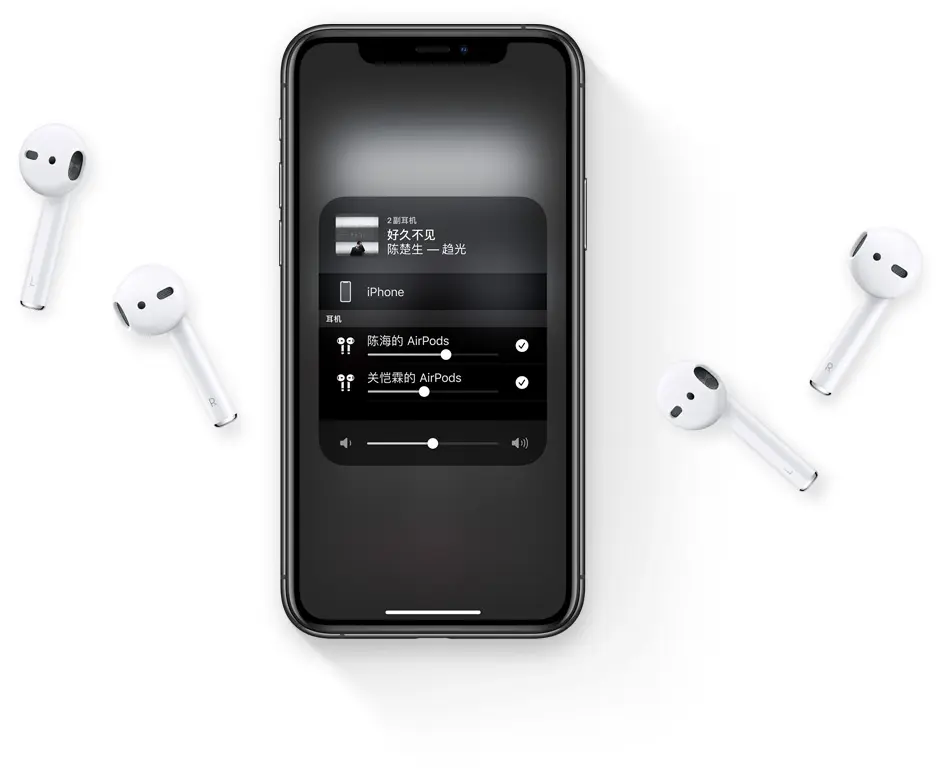 2副耳机
好久不见
陈楚生 — 趋光
iPhone
耳机
陈海的 AirPods
关恺霖的 AirPods
L
R
R
L